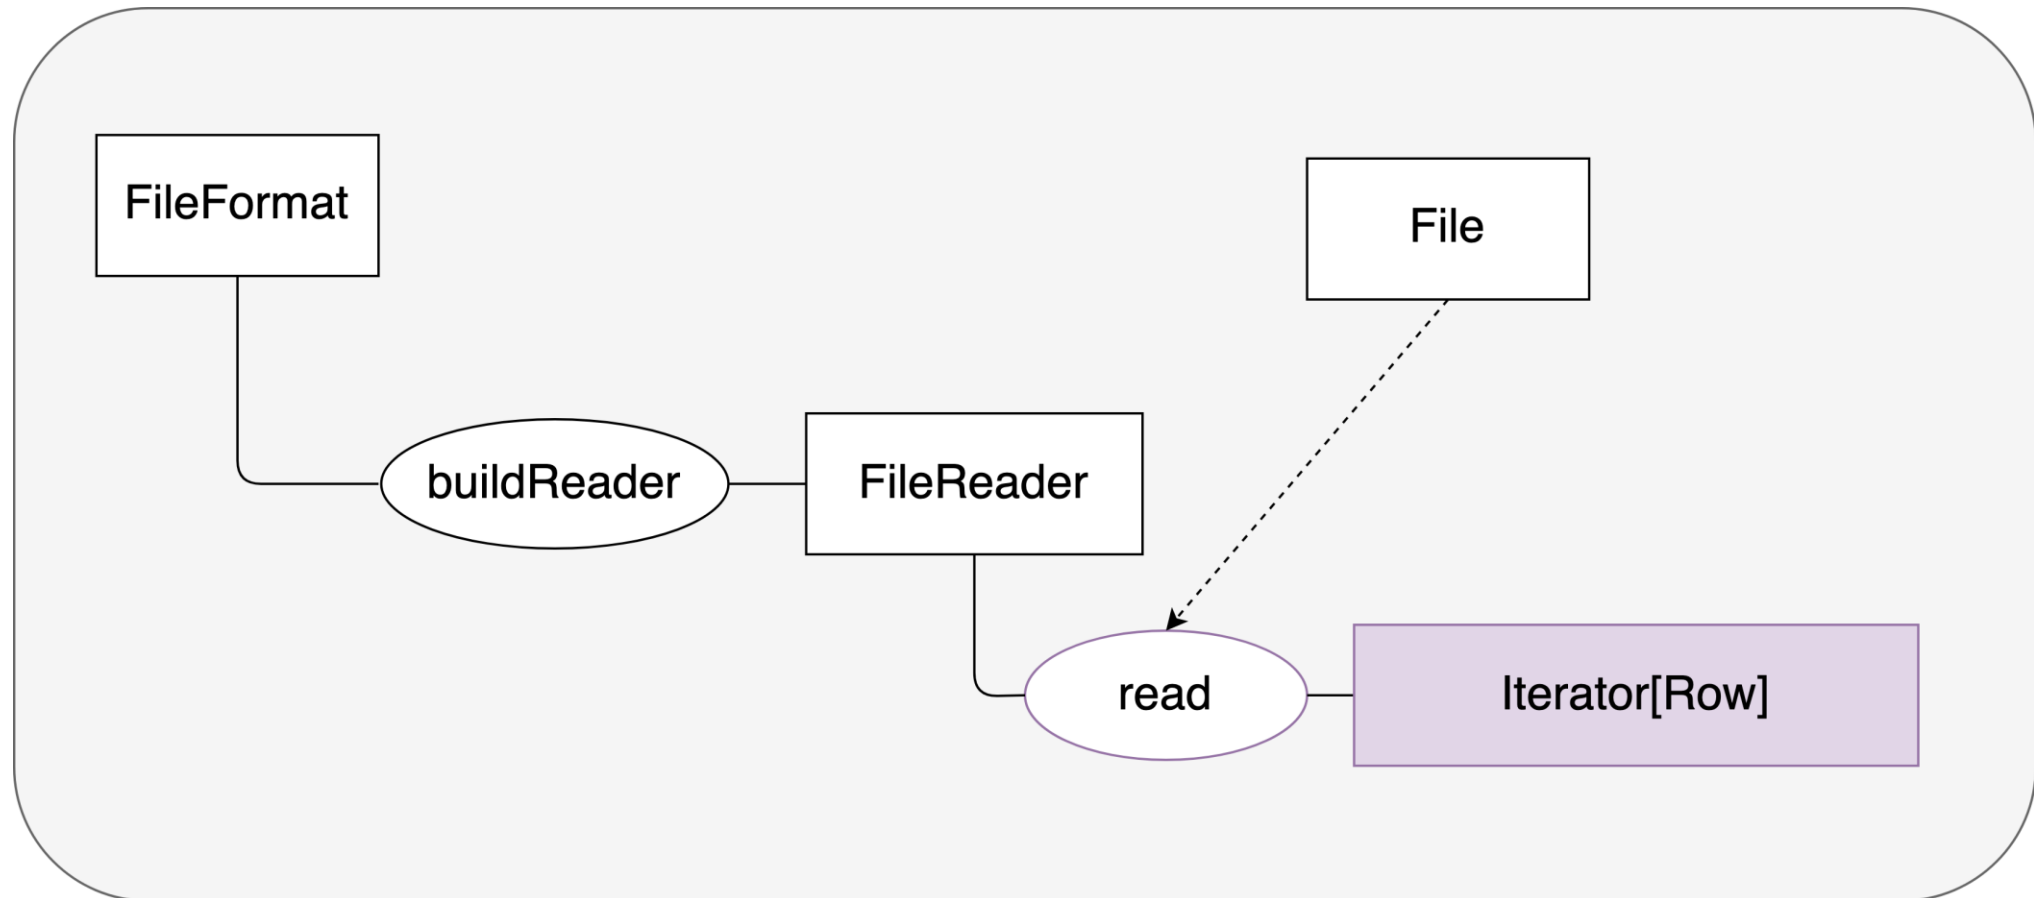 FileFormat
File
buildReader
FileReader
read
Iterator[Row]